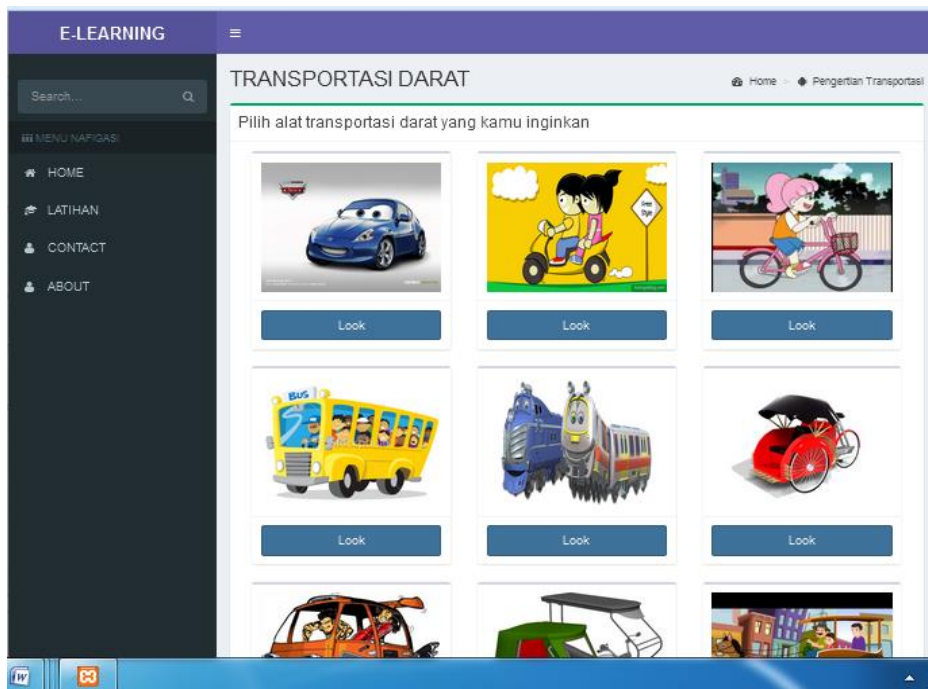 E-LEARNING
TRANSPORTASI DARAT
Home > Pengertian Transportasi
Search...
MENU NAFIGASI
HOME
LATIHAN
CONTACT
ABOUT
Pilih alat transportasi darat yang kamu inginkan
Look
Look
Look
BUS
Look
Look
Look